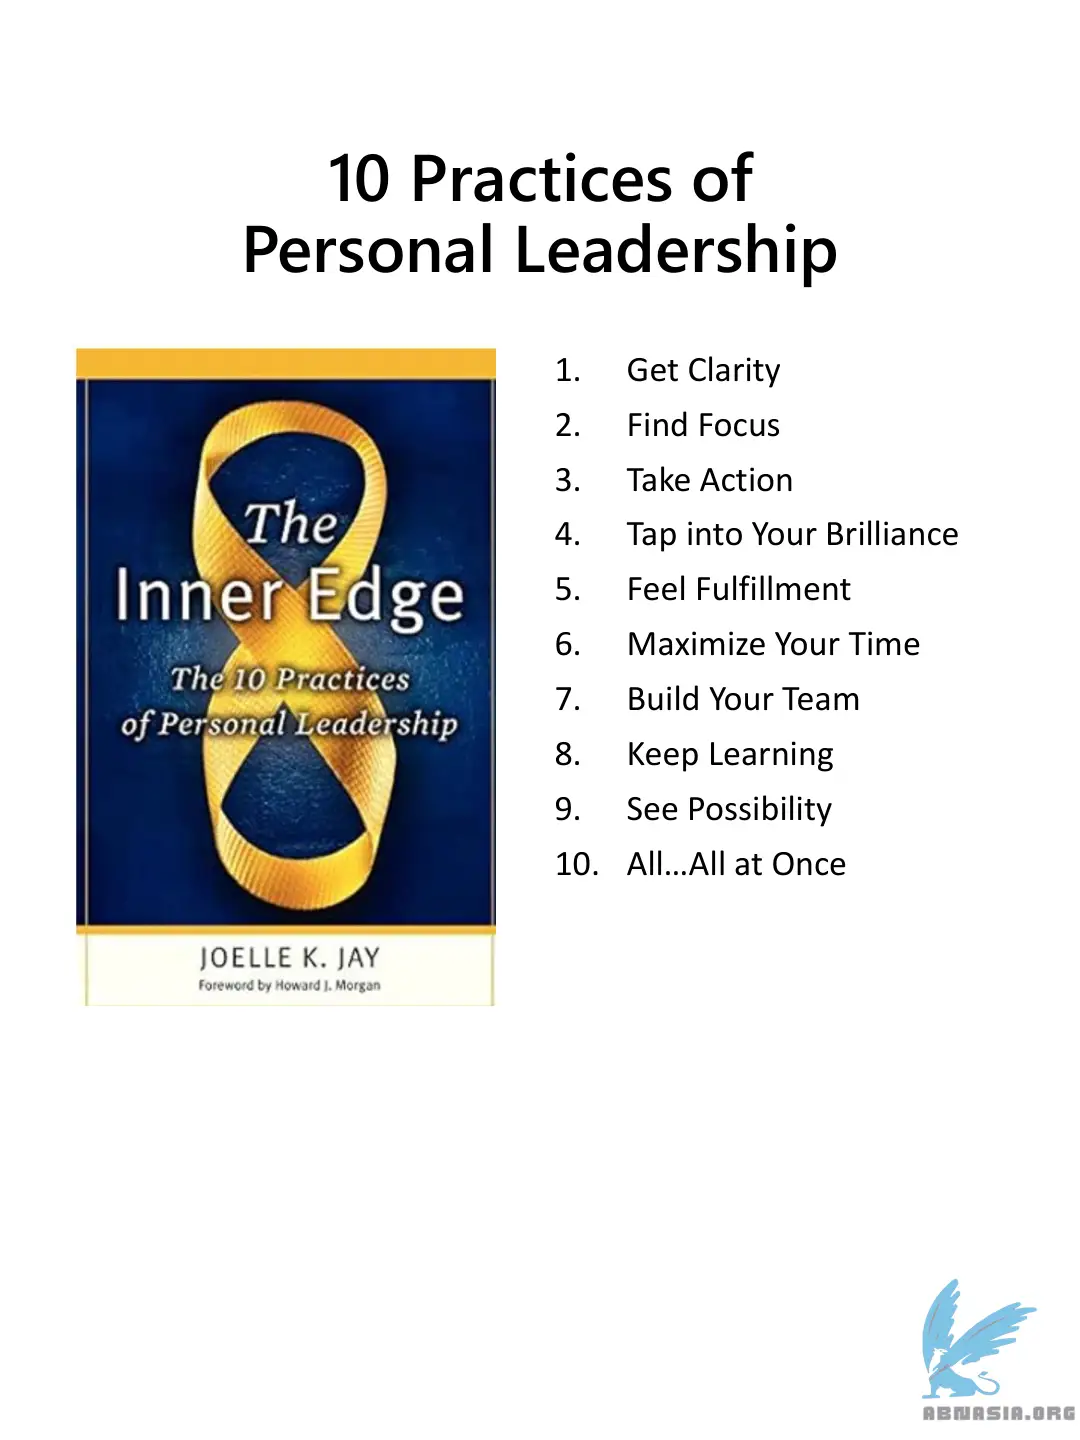 10 Practices of
Personal Leadership
The
Inner Edge
The 10 Practices
of Personal Leadership
JOELLE K. JAY
Foreword by Howard J. Morgan
1. Get Clarity
2. Find Focus
3. Take Action
4. Tap into Your Brilliance
5. Feel Fulfillment
6. Maximize Your Time
7. Build Your Team
8. Keep Learning
9. See Possibility
10. All…All at Once
ABNASIA.ORG